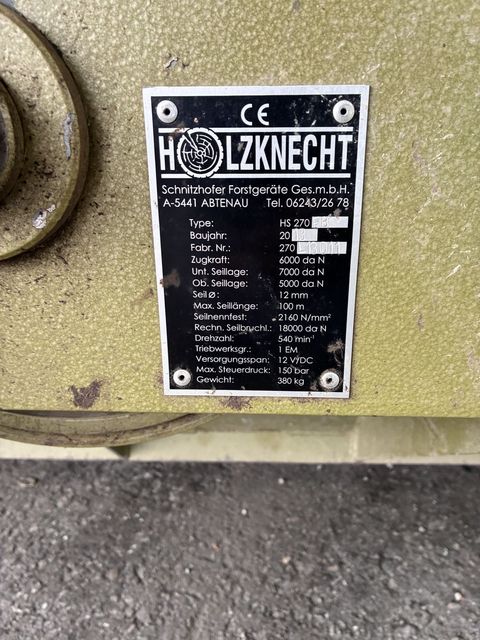 CE
HOLZKNECHT
Schnitzhofer Forstgeräte Ges.m.b.H.
A-5441 ABTENAU Tel. 06243/26 78
Type: HS 270
Baujahr: 20
Fabr. Nr.: 270
Zugkraft: 6000 da N
Unt. Seillage: 7000 da N
Ob. Seillage: 5000 da N
Seil ø: 12 mm
Max. Seillänge: 100 m
Seilnennfest.: 2160 N/mm²
Rechn. Seilbruchl.: 18000 da N
Drehzahl: 540 min⁻¹
Triebwerksgr.: 1 EM
Versorgungsspan: 12 V/DC
Max. Steuerdruck: 150 bar
Gewicht: 380 kg